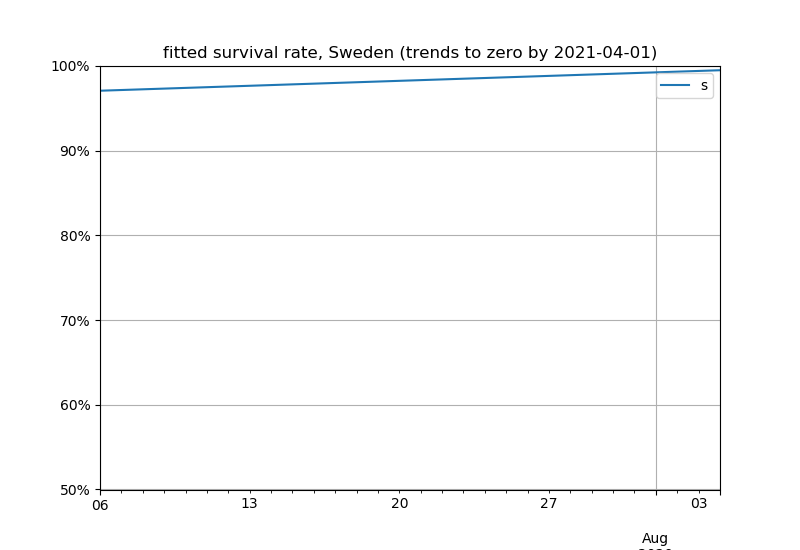 fitted survival rate, Sweden (trends to zero by 2021-04-01)
100%
s
90%
80%
70%
60%
50%
06 13 20 27 03
Aug